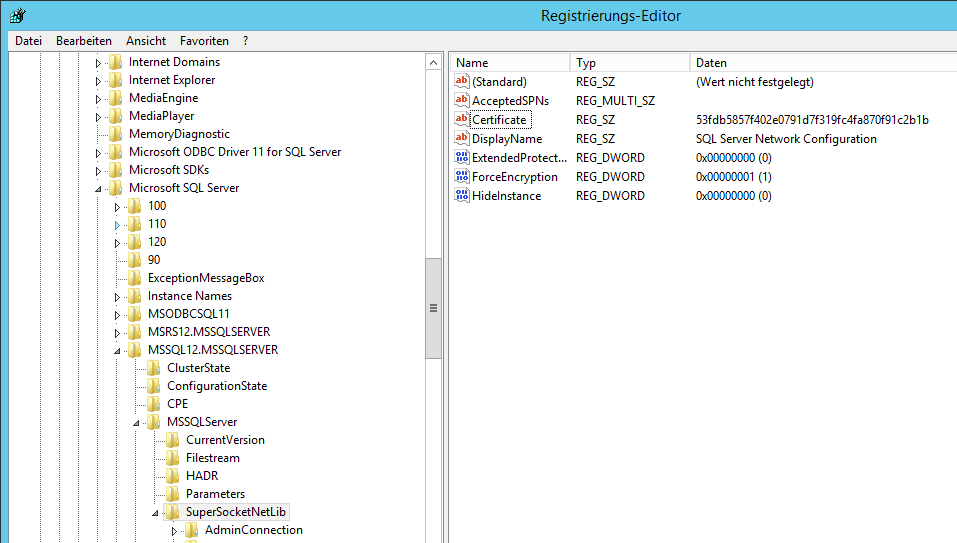 Registrierungs-Editor
Datei Bearbeiten Ansicht Favoriten ?
Internet Domains
Internet Explorer
MediaEngine
MediaPlayer
MemoryDiagnostic
Microsoft ODBC Driver 11 for SQL Server
Microsoft SDKs
Microsoft SQL Server
100
110
120
90
ExceptionMessageBox
Instance Names
MSODBCSQL11
MSRS12.MSSQLSERVER
MSSQL12.MSSQLSERVER
ClusterState
ConfigurationState
CPE
MSSQLServer
CurrentVersion
Filestream
HADR
Parameters
SuperSocketNetLib
AdminConnection
Name Typ Daten
(Standard) REG_SZ (Wert nicht festgelegt)
AcceptedSPNs REG_MULTI_SZ
Certificate REG_SZ 53fdb5857f402e0791d7f319fc4fa870f91c2b1b
DisplayName REG_SZ SQL Server Network Configuration
ExtendedProtect... REG_DWORD 0x00000000 (0)
ForceEncryption REG_DWORD 0x00000001 (1)
HideInstance REG_DWORD 0x00000000 (0)